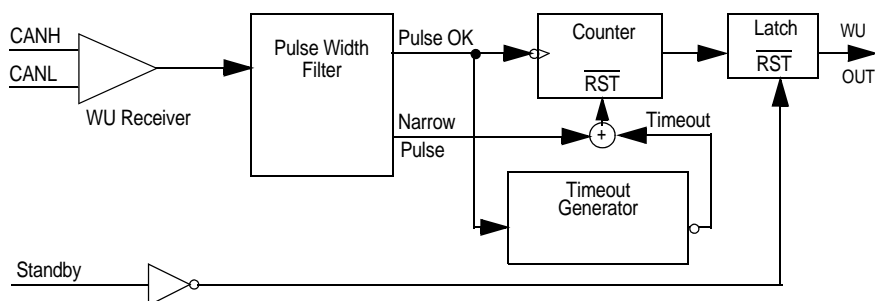 CANH
CANL
WU Receiver
Pulse Width
Filter
Pulse OK
Narrow
Pulse
Counter
RST
+
Timeout
Timeout
Generator
Latch
RST
WU
OUT
Standby